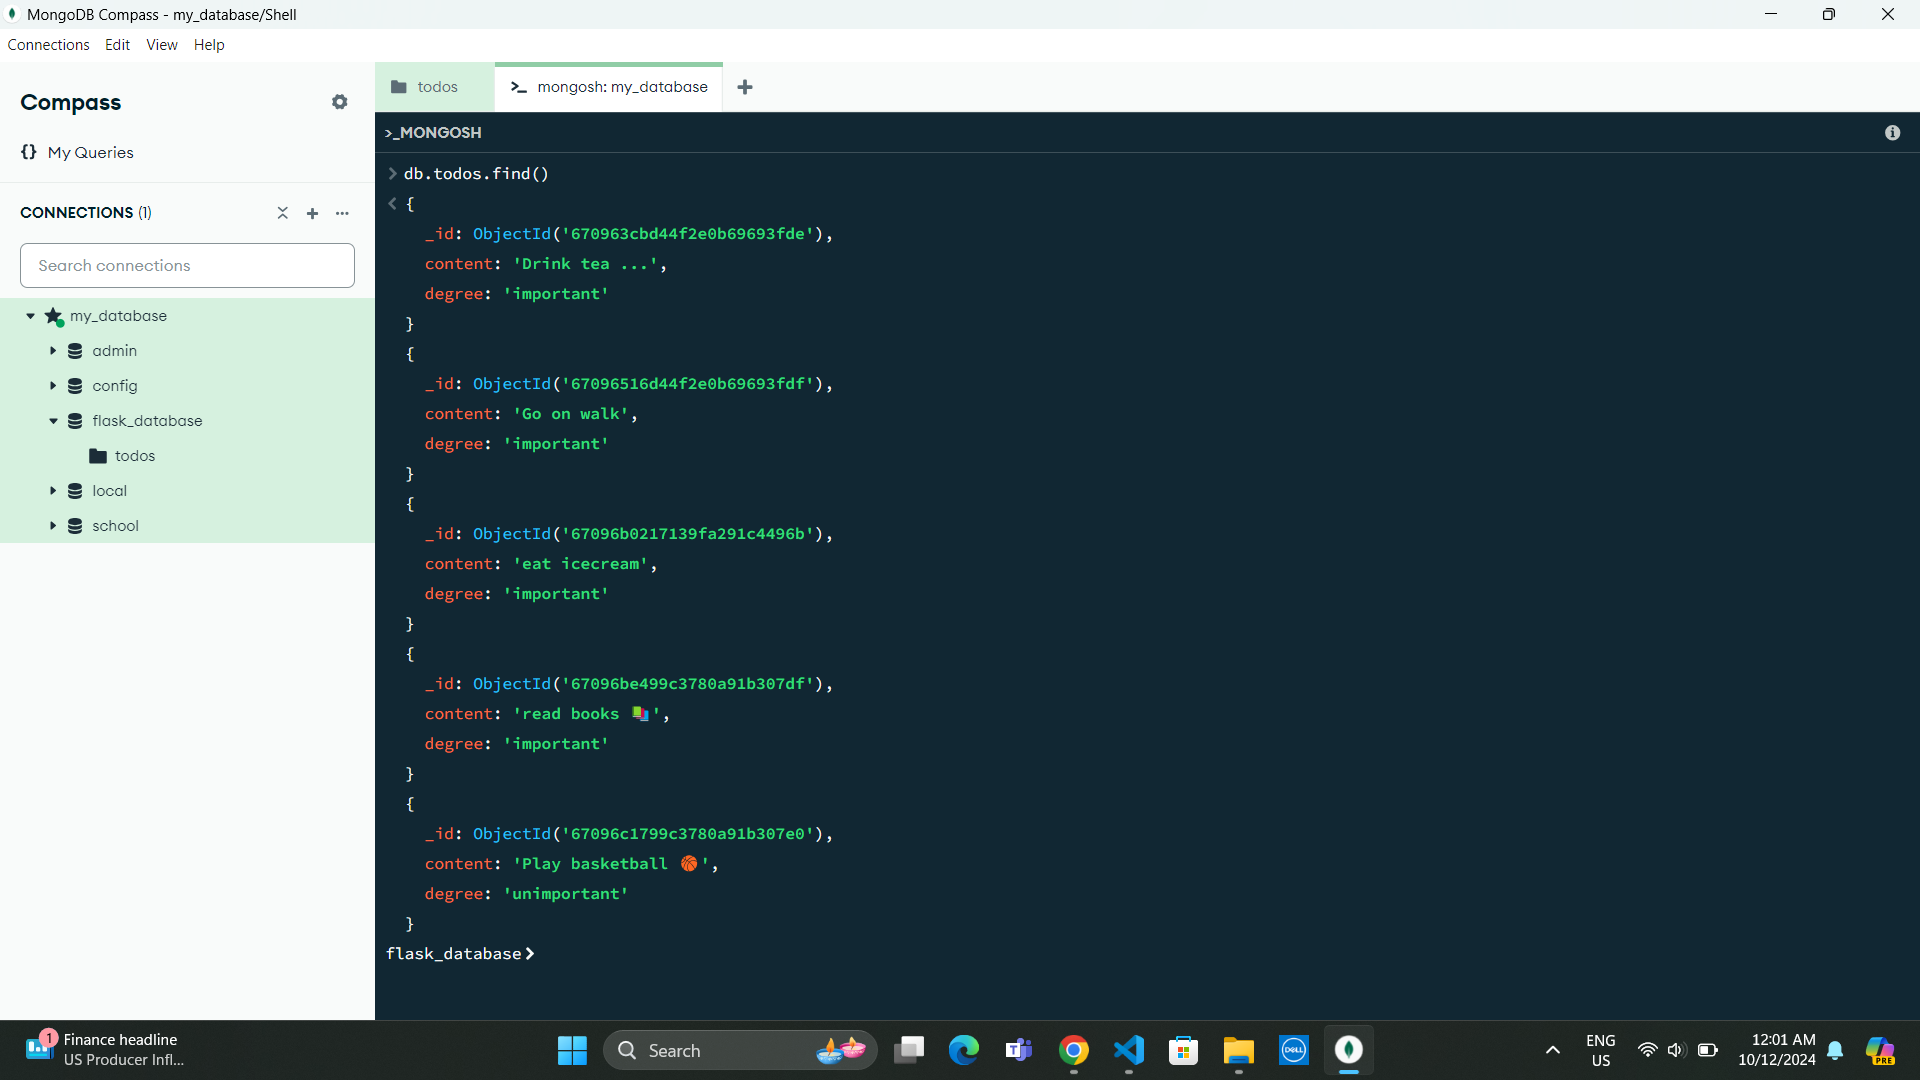 MongoDB Compass - my_database/Shell
Connections Edit View Help
Compass
{} My Queries
CONNECTIONS (1)
Search connections
my_database
admin
config
flask_database
todos
local
school
todos
>_ mongosh: my_database
>_MONGOSH
> db.todos.find()
< {
_id: ObjectId('670963cbd44f2e0b69693fde'),
content: 'Drink tea ...',
degree: 'important'
}
{
_id: ObjectId('67096516d44f2e0b69693fdf'),
content: 'Go on walk',
degree: 'important'
}
{
_id: ObjectId('67096b0217139fa291c4496b'),
content: 'eat icecream',
degree: 'important'
}
{
_id: ObjectId('67096be499c3780a91b307df'),
content: 'read books 📚',
degree: 'important'
}
{
_id: ObjectId('67096c1799c3780a91b307e0'),
content: 'Play basketball 🏀',
degree: 'unimportant'
}
flask_database>
1
Finance headline
US Producer Infl...
Search
DELL
ENG
US
12:01 AM
10/12/2024
PRE